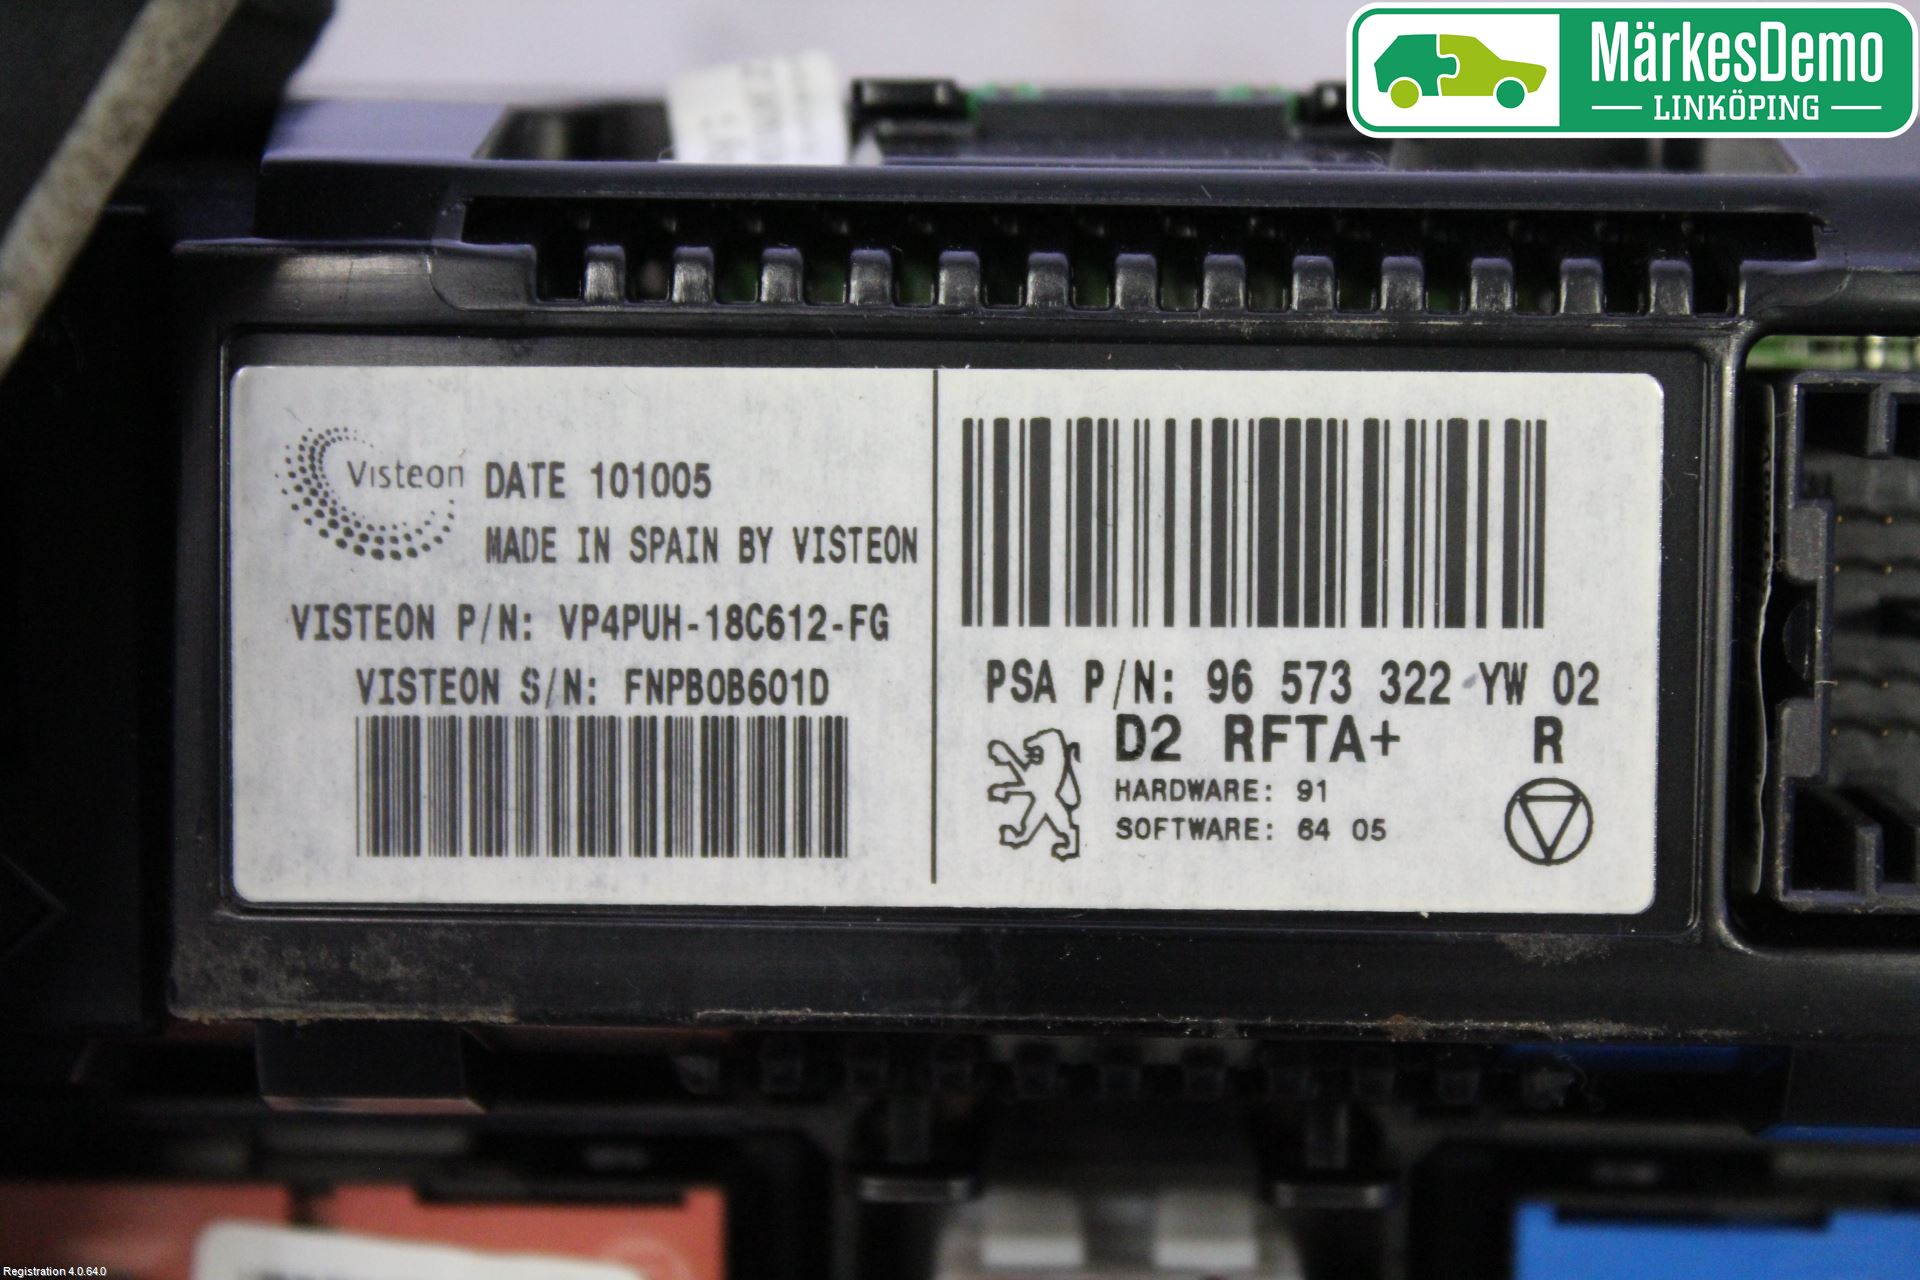 MärkesDemo
LINKÖPING
Visteon
DATE 101005
MADE IN SPAIN BY VISTEON
VISTEON P/N: VP4PUH-18C612-FG
VISTEON S/N: FNPB0B601D
PSA P/N: 96 573 322 YW 02
D2 RFTA+ R
HARDWARE: 91
SOFTWARE: 64 05
Registration 4.0.64.0